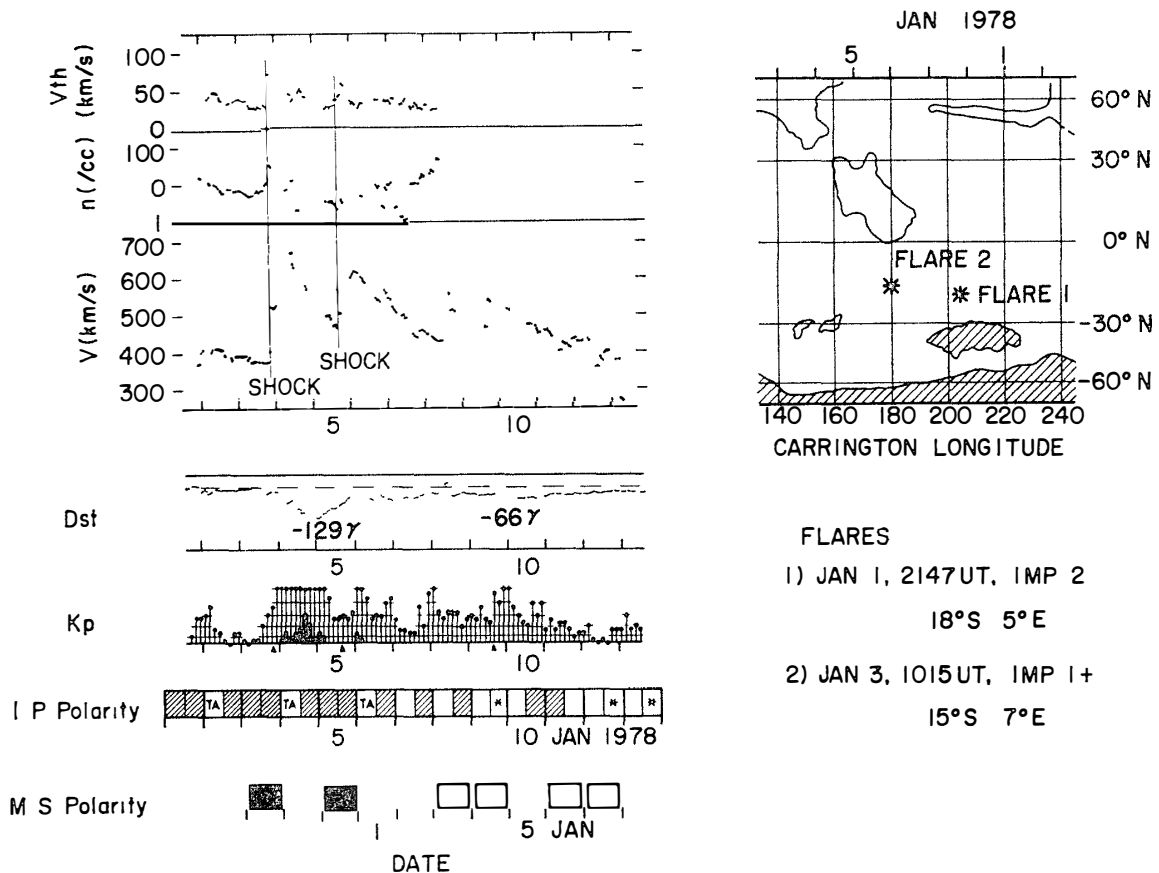 Vth (km/s)
100
50
0
n(/cc)
100
0
1
V(km/s)
700
600
500
400
300
SHOCK
SHOCK
5 10
Dst
-129γ -66γ
5 10
Kp
5 10
I P Polarity
TA TA TA * * *
5 10 JAN 1978
M S Polarity
1 5 JAN
DATE
JAN 1978
5 1
60° N
30° N
0° N
-30° N
-60° N
FLARE 2
FLARE 1
140 160 180 200 220 240
CARRINGTON LONGITUDE
FLARES
1) JAN 1, 2147 UT, IMP 2
18°S 5°E
2) JAN 3, 1015 UT, IMP 1+
15°S 7°E